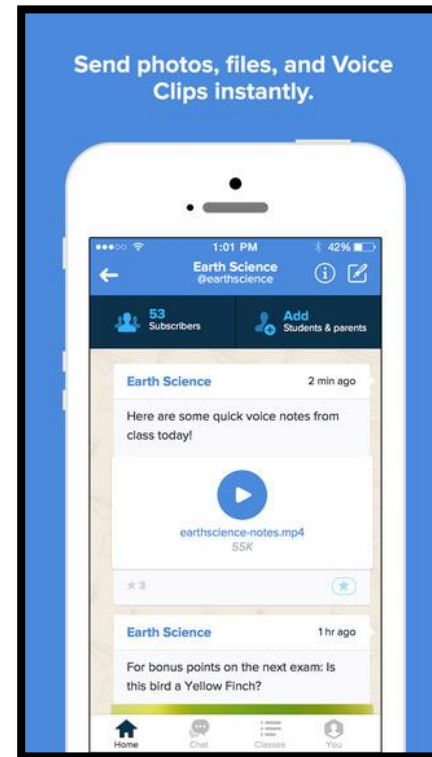 Send photos, files, and Voice
Clips instantly.
1:01 PM
42%
Earth Science
@earthscience
53
Subscribers
Add
Students & parents
Earth Science
2 min ago
Here are some quick voice notes from
class today!
earthscience-notes.mp4
55K
3
Earth Science
1 hr ago
For bonus points on the next exam: Is
this bird a Yellow Finch?
Home
Chat
Classes
You